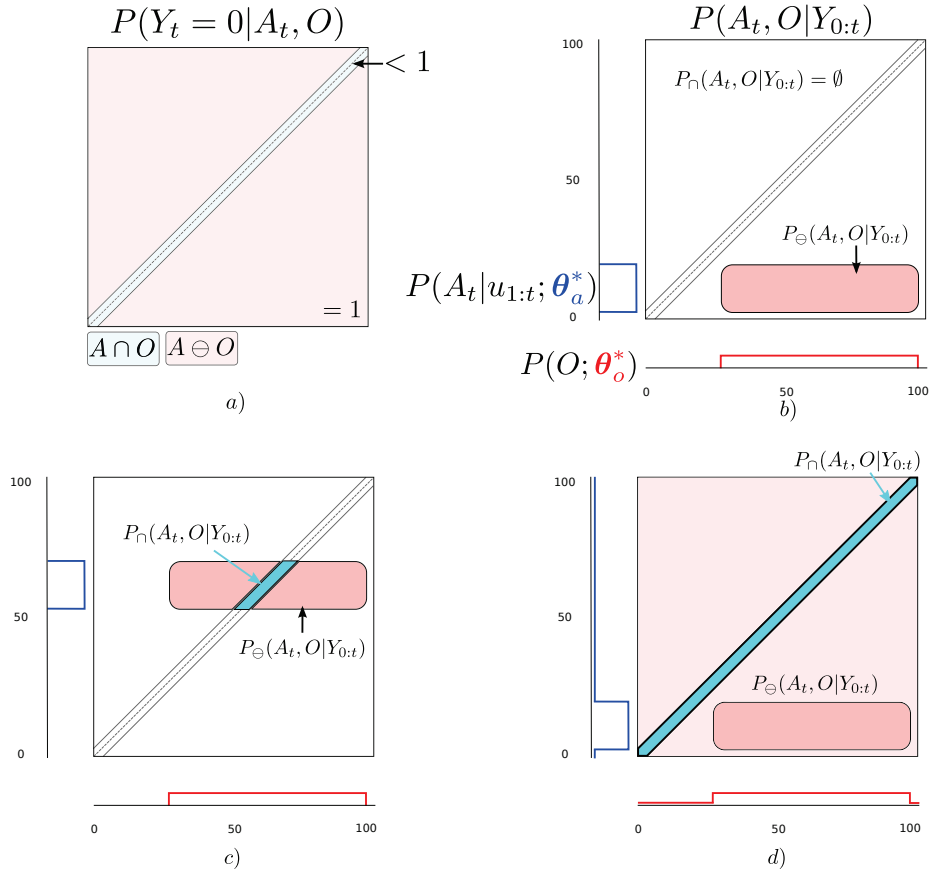 P(Y_t = 0|A_t, O)
< 1
= 1
A ∩ O
A ⊖ O
a)
P(A_t, O|Y_{0:t})
100
P_∩(A_t, O|Y_{0:t}) = ∅
50
P_⊖(A_t, O|Y_{0:t})
P(A_t|u_{1:t}; θ_a^*)
0
P(O; θ_o^*)
0
50
100
b)
100
P_∩(A_t, O|Y_{0:t})
50
P_⊖(A_t, O|Y_{0:t})
0
0
50
100
c)
P_∩(A_t, O|Y_{0:t})
100
50
P_⊖(A_t, O|Y_{0:t})
0
0
50
100
d)